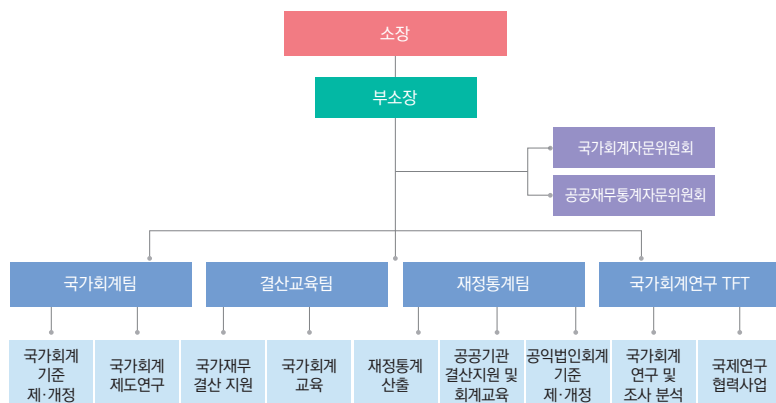 소장
부소장
국가회계자문위원회
공공재무통계자문위원회
국가회계팀
결산교육팀
재정통계팀
국가회계연구 TFT
국가회계
기준
제·개정
국가회계
제도연구
국가재무
결산 지원
국가회계
교육
재정통계
산출
공공기관
결산지원 및
회계교육
공익법인회계
기준
제·개정
국가회계
연구 및
조사 분석
국제연구
협력사업